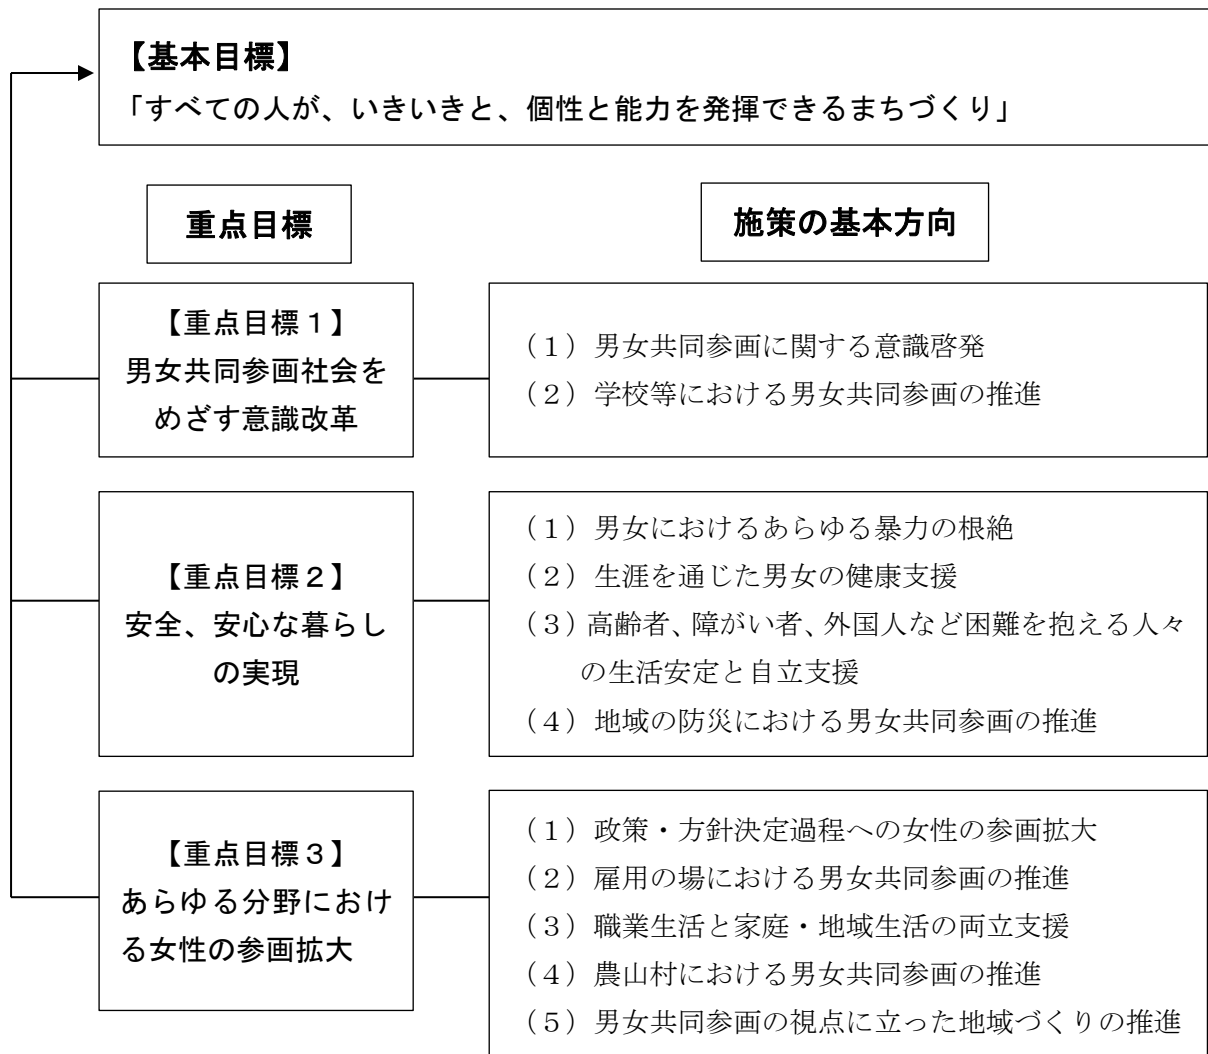 【基本目標】
「すべての人が、いきいきと、個性と能力を発揮できるまちづくり」
重点目標
施策の基本方向
【重点目標１】
男女共同参画社会を
めざす意識改革
（１）男女共同参画に関する意識啓発
（２）学校等における男女共同参画の推進
【重点目標２】
安全、安心な暮らし
の実現
（１）男女におけるあらゆる暴力の根絶
（２）生涯を通じた男女の健康支援
（３）高齢者、障がい者、外国人など困難を抱える人々
の生活安定と自立支援
（４）地域の防災における男女共同参画の推進
【重点目標３】
あらゆる分野におけ
る女性の参画拡大
（１）政策・方針決定過程への女性の参画拡大
（２）雇用の場における男女共同参画の推進
（３）職業生活と家庭・地域生活の両立支援
（４）農山村における男女共同参画の推進
（５）男女共同参画の視点に立った地域づくりの推進